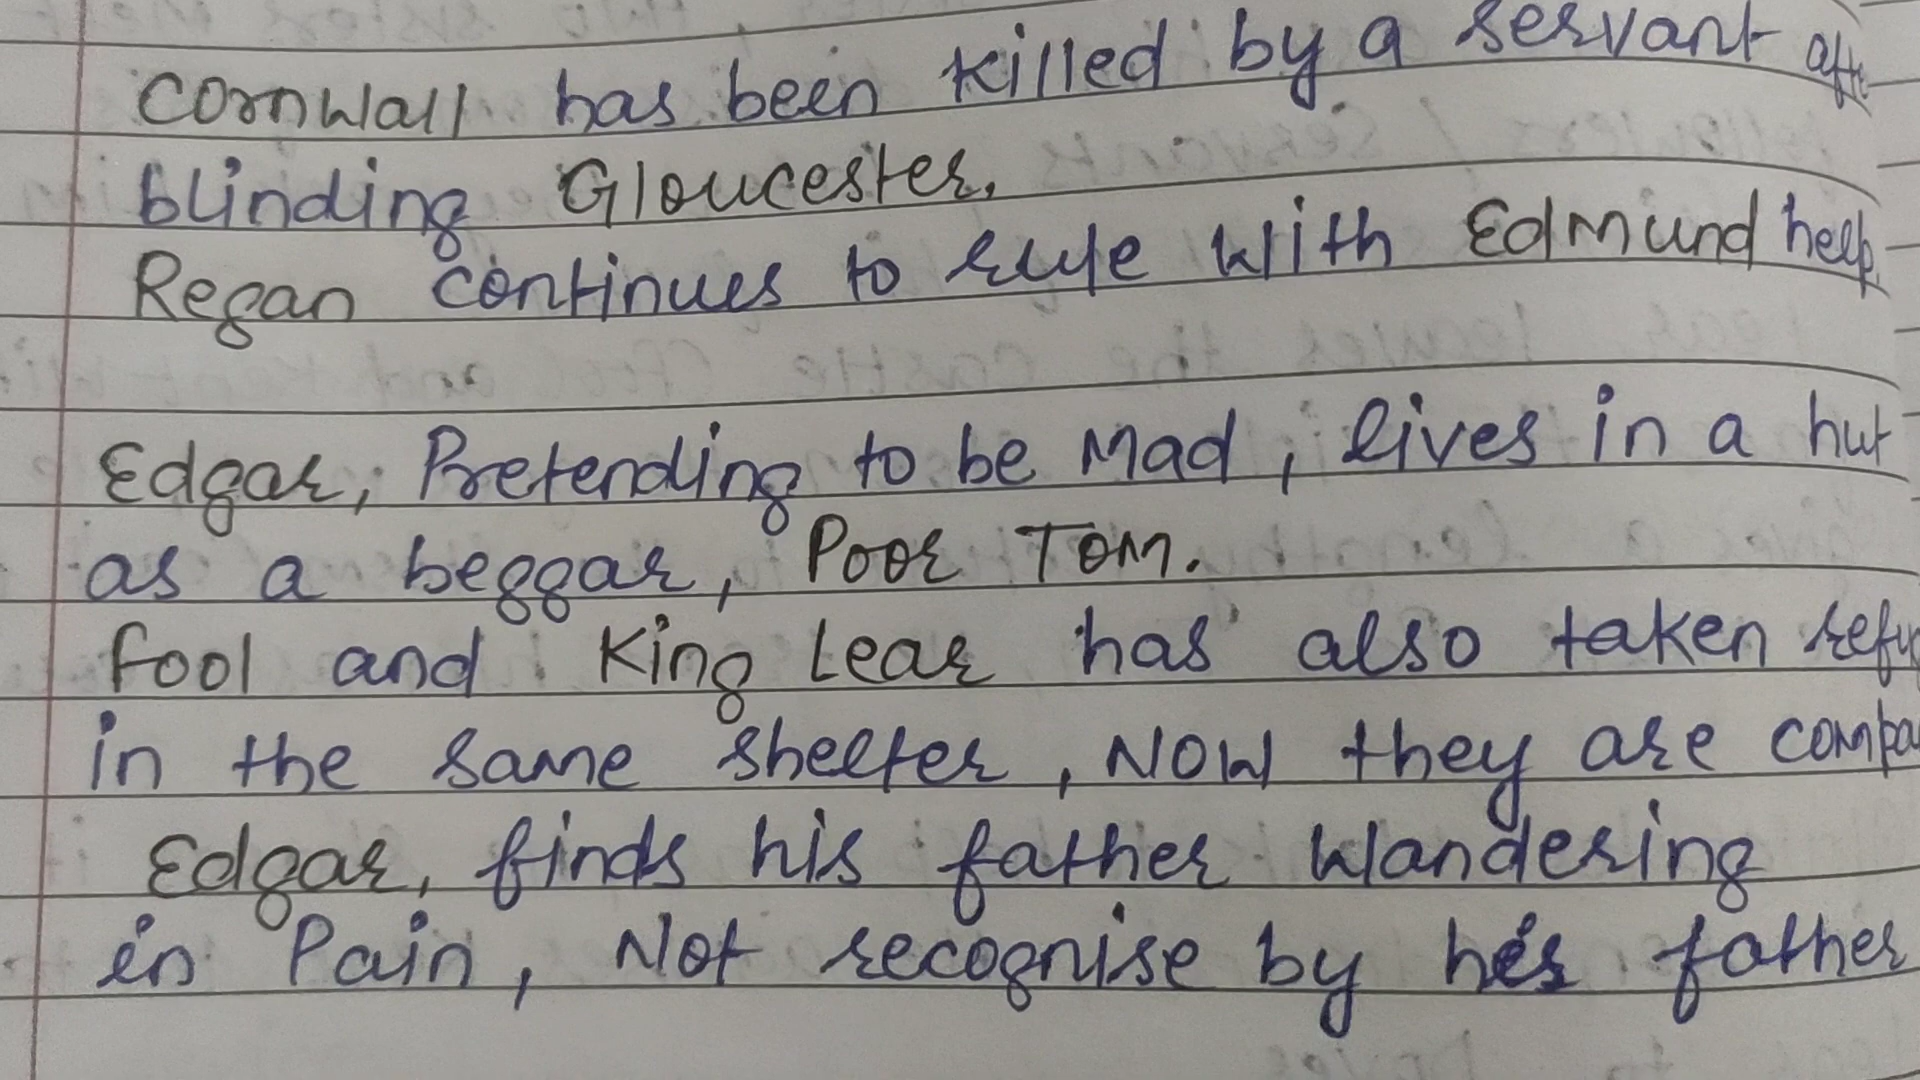 Cornwall has been killed by a servant
blinding Gloucester.
Regan continues to rule with Edmund help.
Edgar, Pretending to be Mad, lives in a hut
as a beggar, Poor Tom.
fool and King Lear has also taken
in the same shelter, NOW they are
Edgar, finds his father wandering
in Pain, Not recognise by his father